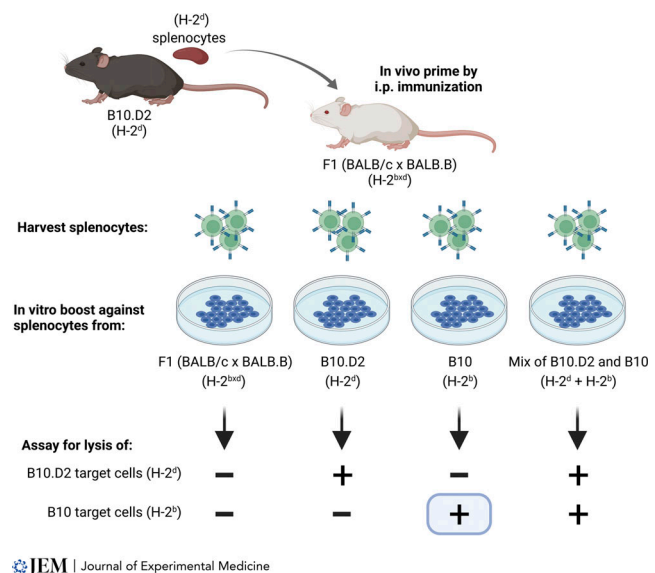 (H-2ᵈ)
splenocytes
In vivo prime by
i.p. immunization
B10.D2
(H-2ᵈ)
F1 (BALB/c x BALB.B)
(H-2ᵇˣᵈ)
Harvest splenocytes:
In vitro boost against
splenocytes from:
F1 (BALB/c x BALB.B)
(H-2ᵇˣᵈ)
B10.D2
(H-2ᵈ)
B10
(H-2ᵇ)
Mix of B10.D2 and B10
(H-2ᵈ + H-2ᵇ)
Assay for lysis of:
B10.D2 target cells (H-2ᵈ) − + − +
B10 target cells (H-2ᵇ) − − + +
JEM | Journal of Experimental Medicine